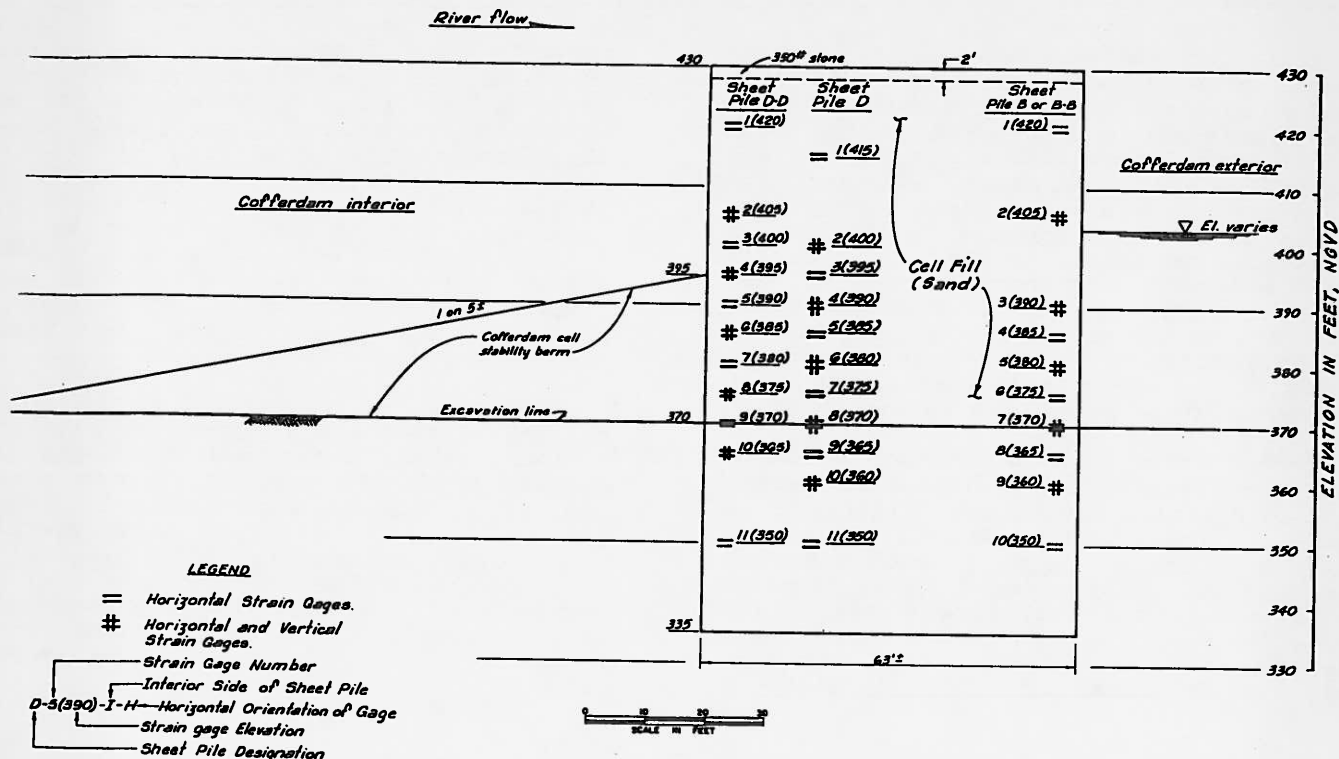 River flow
430
350# stone
2'
430
Sheet
Pile D-D
Sheet
Pile D
Sheet
Pile B or B-B
1(420)
1(420)
420
1(415)
Cofferdam exterior
410
Cofferdam interior
2(405)
2(405)
El. varies
3(400)
2(400)
400
395
4(395)
3(395)
Cell Fill
(Sand)
1 on 5±
5(390)
4(390)
3(390)
390
Cofferdam cell
stability berm
6(385)
5(385)
4(385)
7(380)
6(380)
5(380)
380
8(375)
7(375)
6(375)
Excavation line
370
9(370)
8(370)
7(370)
370
10(365)
9(365)
8(365)
10(360)
9(360)
360
11(350)
11(350)
10(350)
350
340
335
63'±
330
ELEVATION IN FEET, NGVD
LEGEND
= Horizontal Strain Gages.
# Horizontal and Vertical
Strain Gages.
Strain Gage Number
Interior Side of Sheet Pile
D-5(390)-I-H Horizontal Orientation of Gage
Strain gage Elevation
Sheet Pile Designation
0 10 20 30
SCALE IN FEET